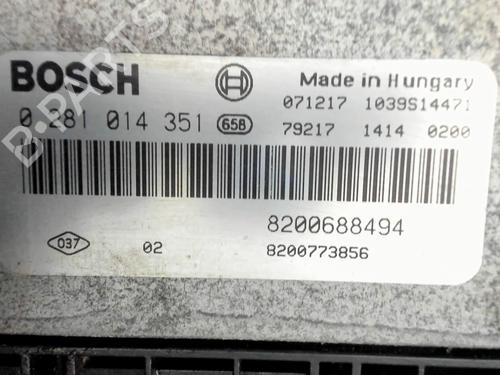 BOSCH
Made in Hungary
071217 1039S14471
0 281 014 351 658
79217 1414 0200
8200688494
037
02
8200773856
B-PARTS